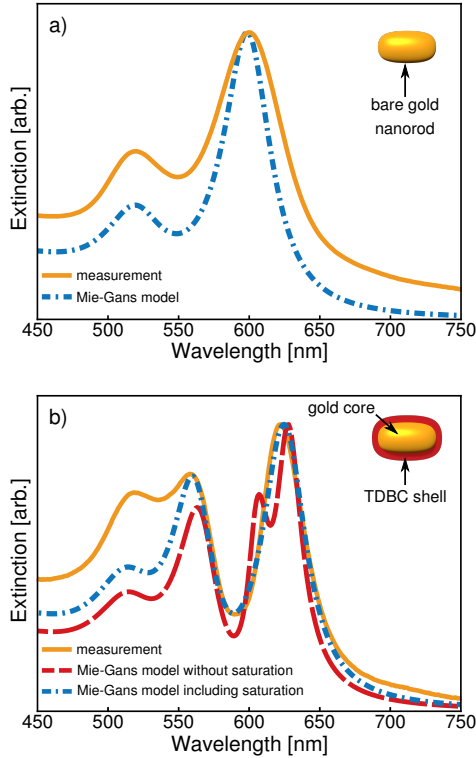 a)
bare gold
nanorod
Extinction [arb.]
measurement
Mie-Gans model
450 500 550 600 650 700 750
Wavelength [nm]
b)
gold core
TDBC shell
Extinction [arb.]
measurement
Mie-Gans model without saturation
Mie-Gans model including saturation
450 500 550 600 650 700 750
Wavelength [nm]